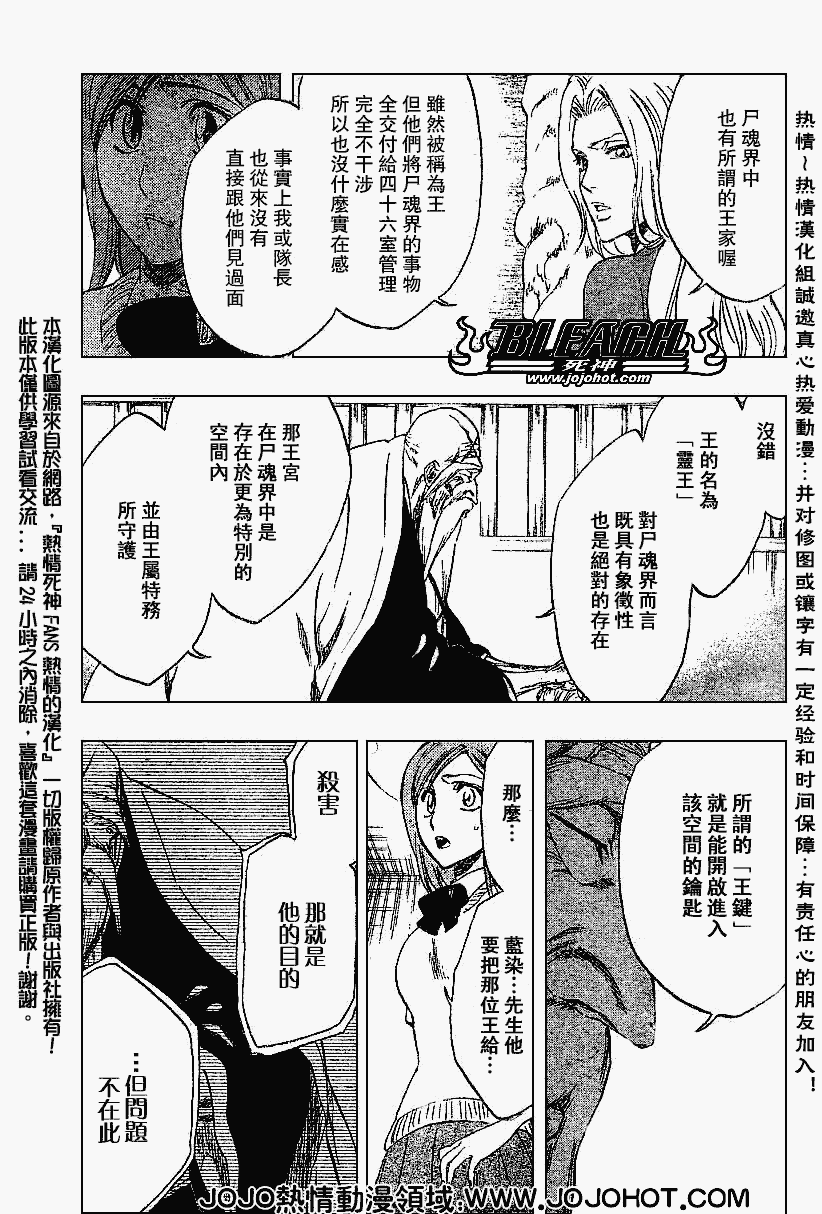 尸魂界中
也有所謂的王家喔
雖然被稱為王
但他們將尸魂界的事物
全交付給四十六室管理
完全不干涉
所以也沒什麼實在感
事實上我或隊長
也從來沒有
直接跟他們見過面
BLEACH
死神
www.jojohot.com
沒錯
王的名為
「靈王」
對尸魂界而言
既具有象徵性
也是絕對的存在
那王宮
在尸魂界中是
存在於更為特別的
空間內
並由王屬特務
所守護
所謂的「王鍵」
就是能開啟進入
該空間的鑰匙
那麼…
藍染…先生他
要把那位王給…
殺害
那就是
他的目的
…但問題
不在此
热情~热情漢化組誠邀真心热爱動漫…并对修图或镶字有一定经验和时间保障…有责任心的朋友加入！
本漢化圖源來自於網路，『熱情死神 FANS 熱情的漢化』一切版權歸原作者與出版社擁有！
此版本僅供學習試看交流... 請 24 小時之內消除，喜歡這套漫畫請購買正版！謝謝。
JOJO熱情動漫領域:WWW.JOJOHOT.COM